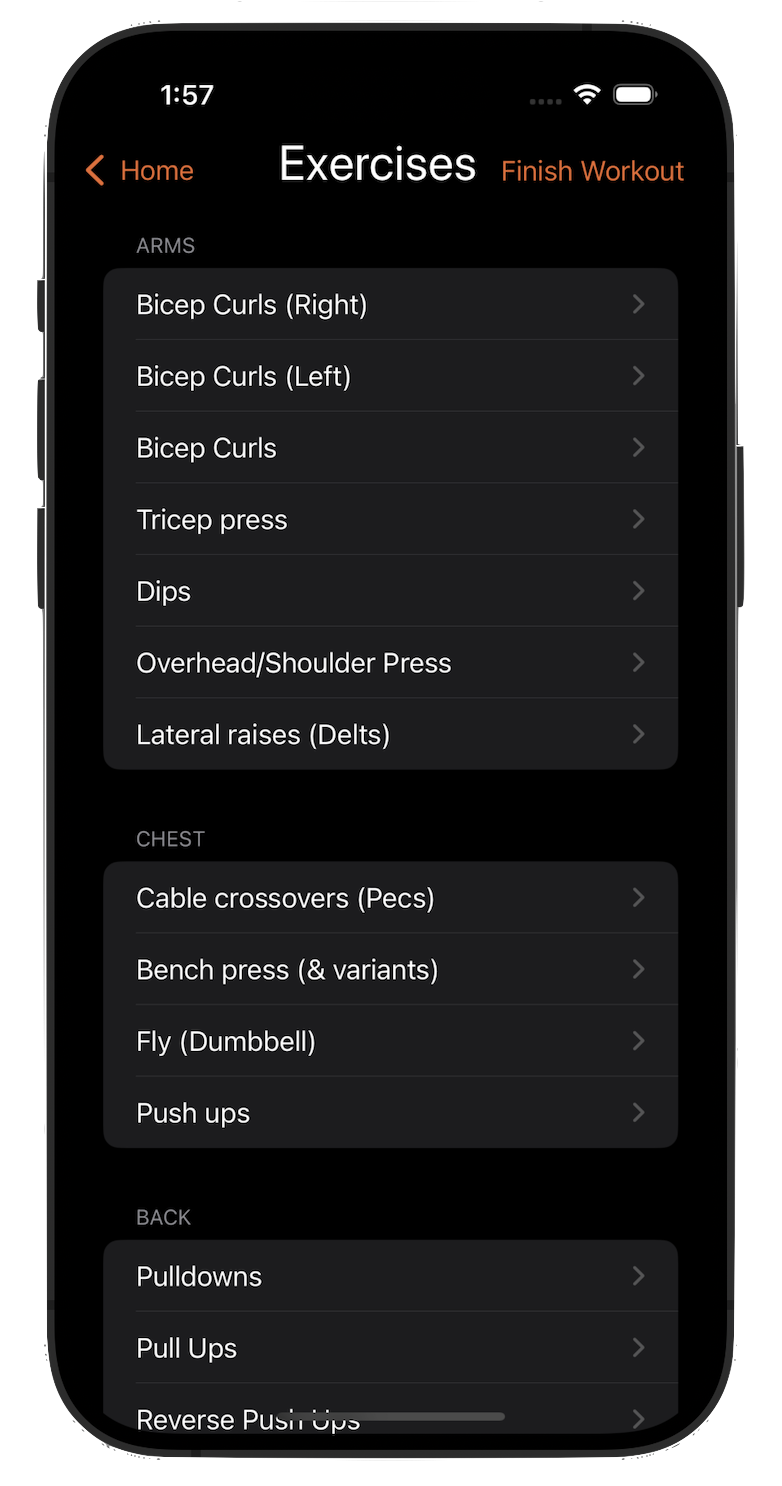 1:57
Home Exercises Finish Workout
ARMS
Bicep Curls (Right)
Bicep Curls (Left)
Bicep Curls
Tricep press
Dips
Overhead/Shoulder Press
Lateral raises (Delts)
CHEST
Cable crossovers (Pecs)
Bench press (& variants)
Fly (Dumbbell)
Push ups
BACK
Pulldowns
Pull Ups
Reverse Push Ups